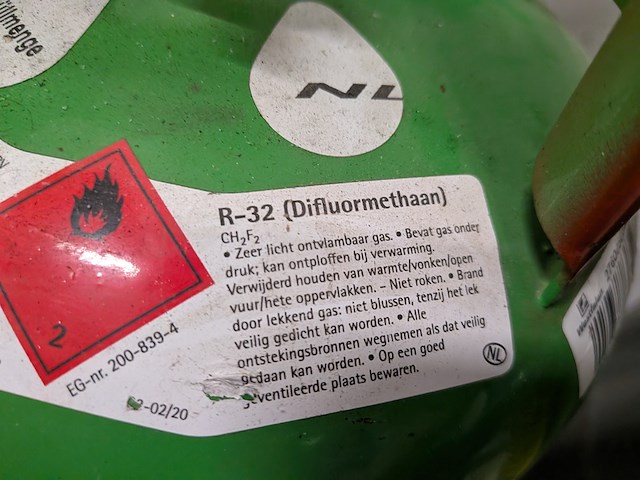 NL
R-32 (Difluormethaan)
CH₂F₂
• Zeer licht ontvlambaar gas. • Bevat gas onder
druk; kan ontploffen bij verwarming.
Verwijderd houden van warmte/vonken/open
vuur/hete oppervlakken. – Niet roken. • Brand
door lekkend gas: niet blussen, tenzij het lek
veilig gedicht kan worden. • Alle
ontstekingsbronnen wegnemen als dat veilig
gedaan kan worden. • Op een goed
geventileerde plaats bewaren.
NL
2
EG-nr. 200-839-4
-02/20